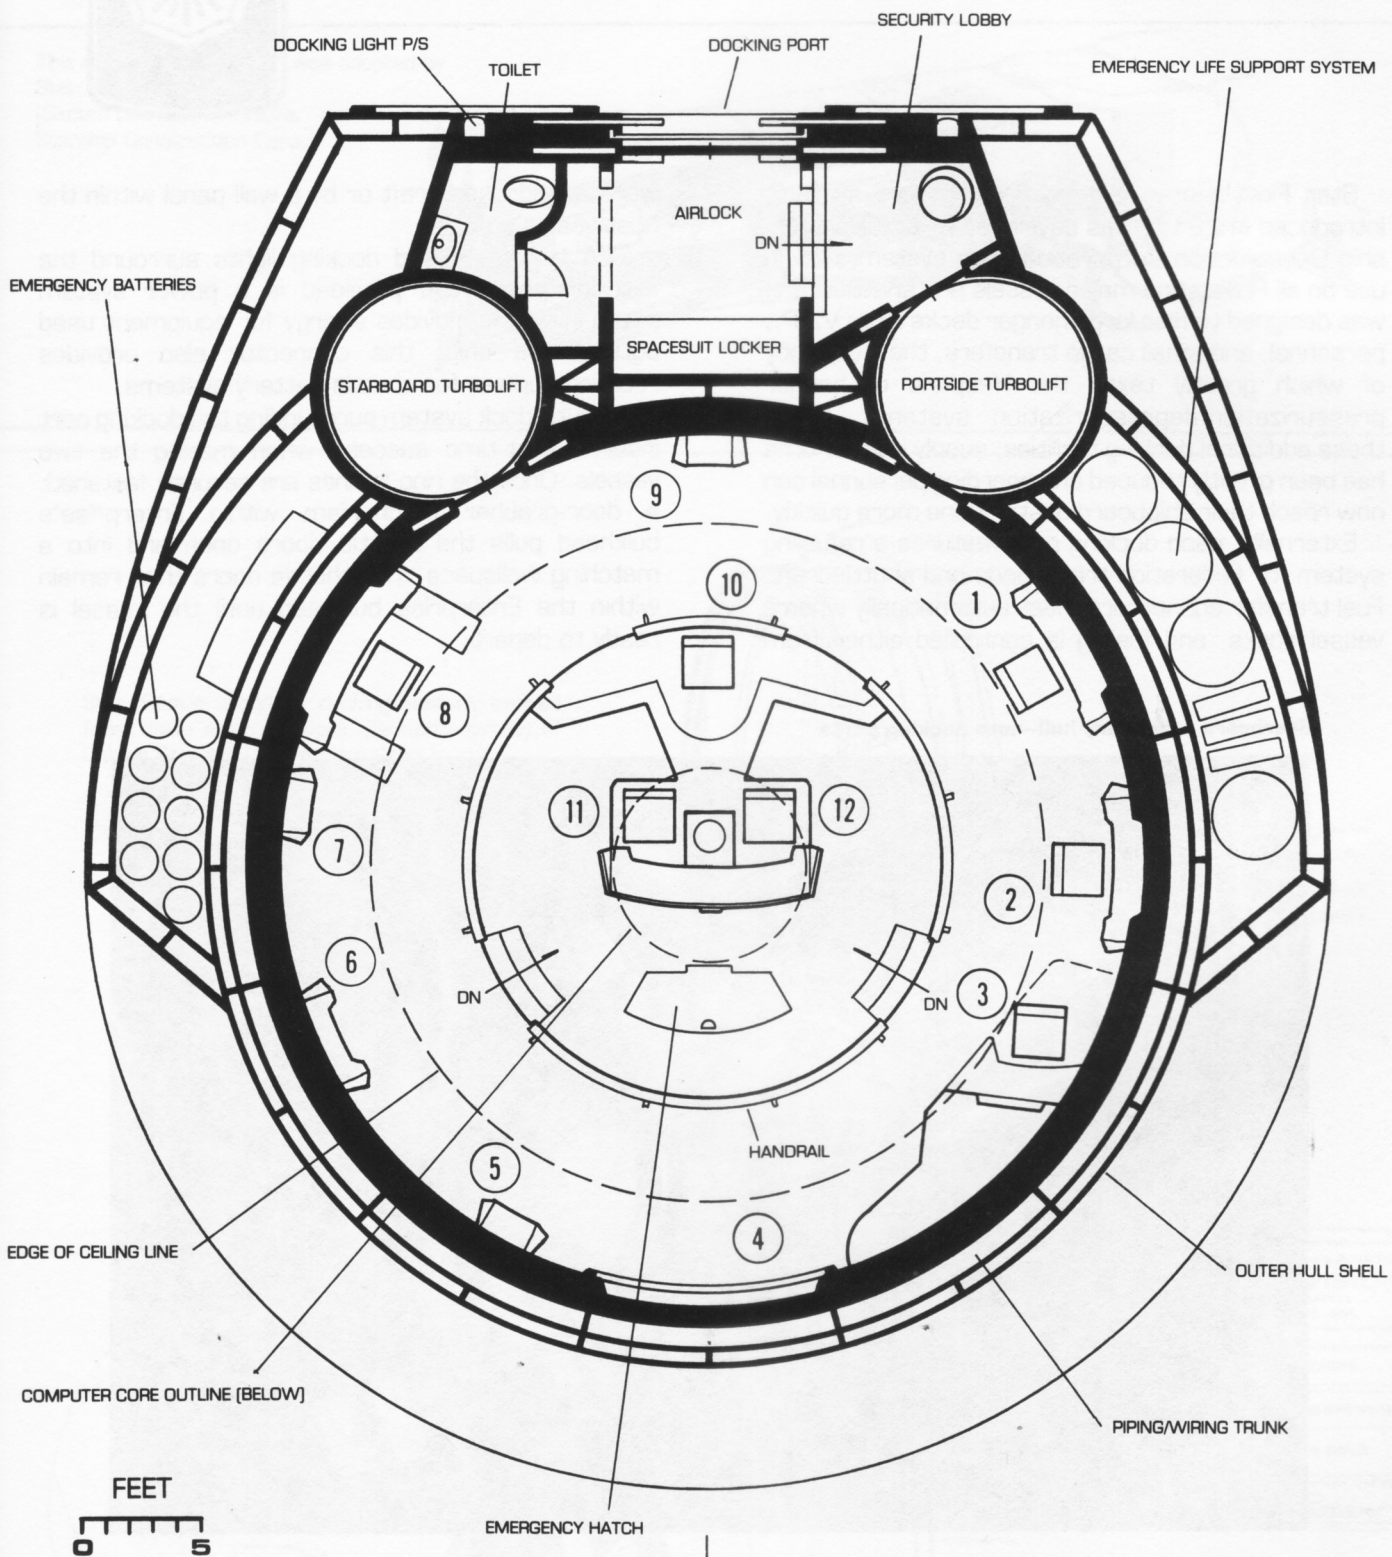 SECURITY LOBBY
DOCKING LIGHT P/S
DOCKING PORT
TOILET
EMERGENCY LIFE SUPPORT SYSTEM
AIRLOCK
DN
EMERGENCY BATTERIES
SPACESUIT LOCKER
STARBOARD TURBOLIFT
PORTSIDE TURBOLIFT
9
10
1
8
11
12
7
2
6
3
DN
DN
HANDRAIL
5
4
EDGE OF CEILING LINE
OUTER HULL SHELL
COMPUTER CORE OUTLINE (BELOW)
PIPING/WIRING TRUNK
FEET
0 5
EMERGENCY HATCH